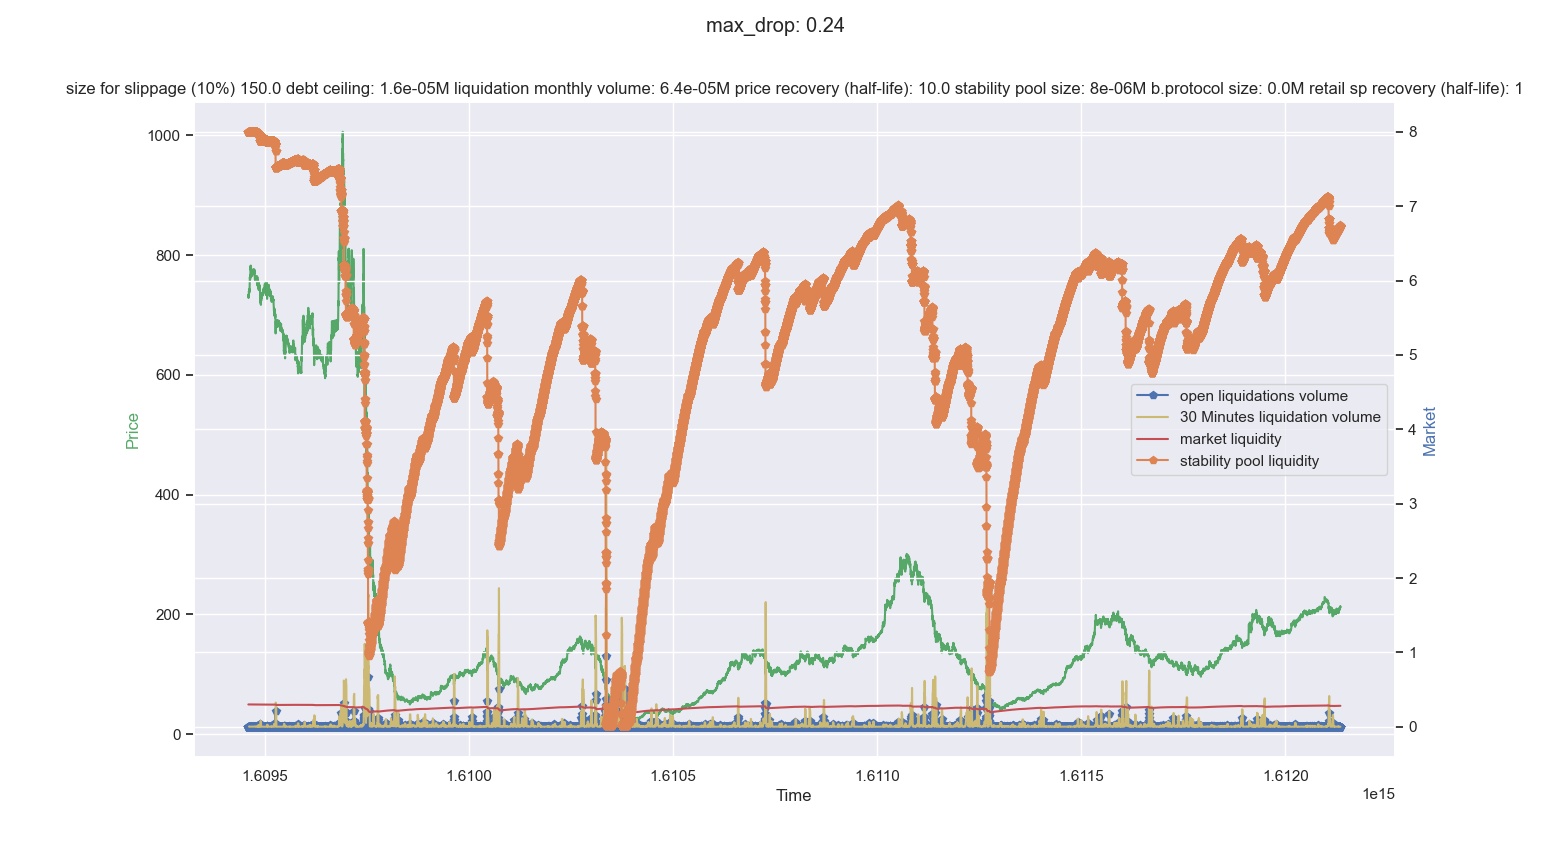 max_drop: 0.24
size for slippage (10%) 150.0 debt ceiling: 1.6e-05M liquidation monthly volume: 6.4e-05M price recovery (half-life): 10.0 stability pool size: 8e-06M b.protocol size: 0.0M retail sp recovery (half-life): 1
1000
800
600
400
200
0
Price
8
7
6
5
4
3
2
1
0
Market
open liquidations volume
30 Minutes liquidation volume
market liquidity
stability pool liquidity
1.6095 1.6100 1.6105 1.6110 1.6115 1.6120
Time
1e15